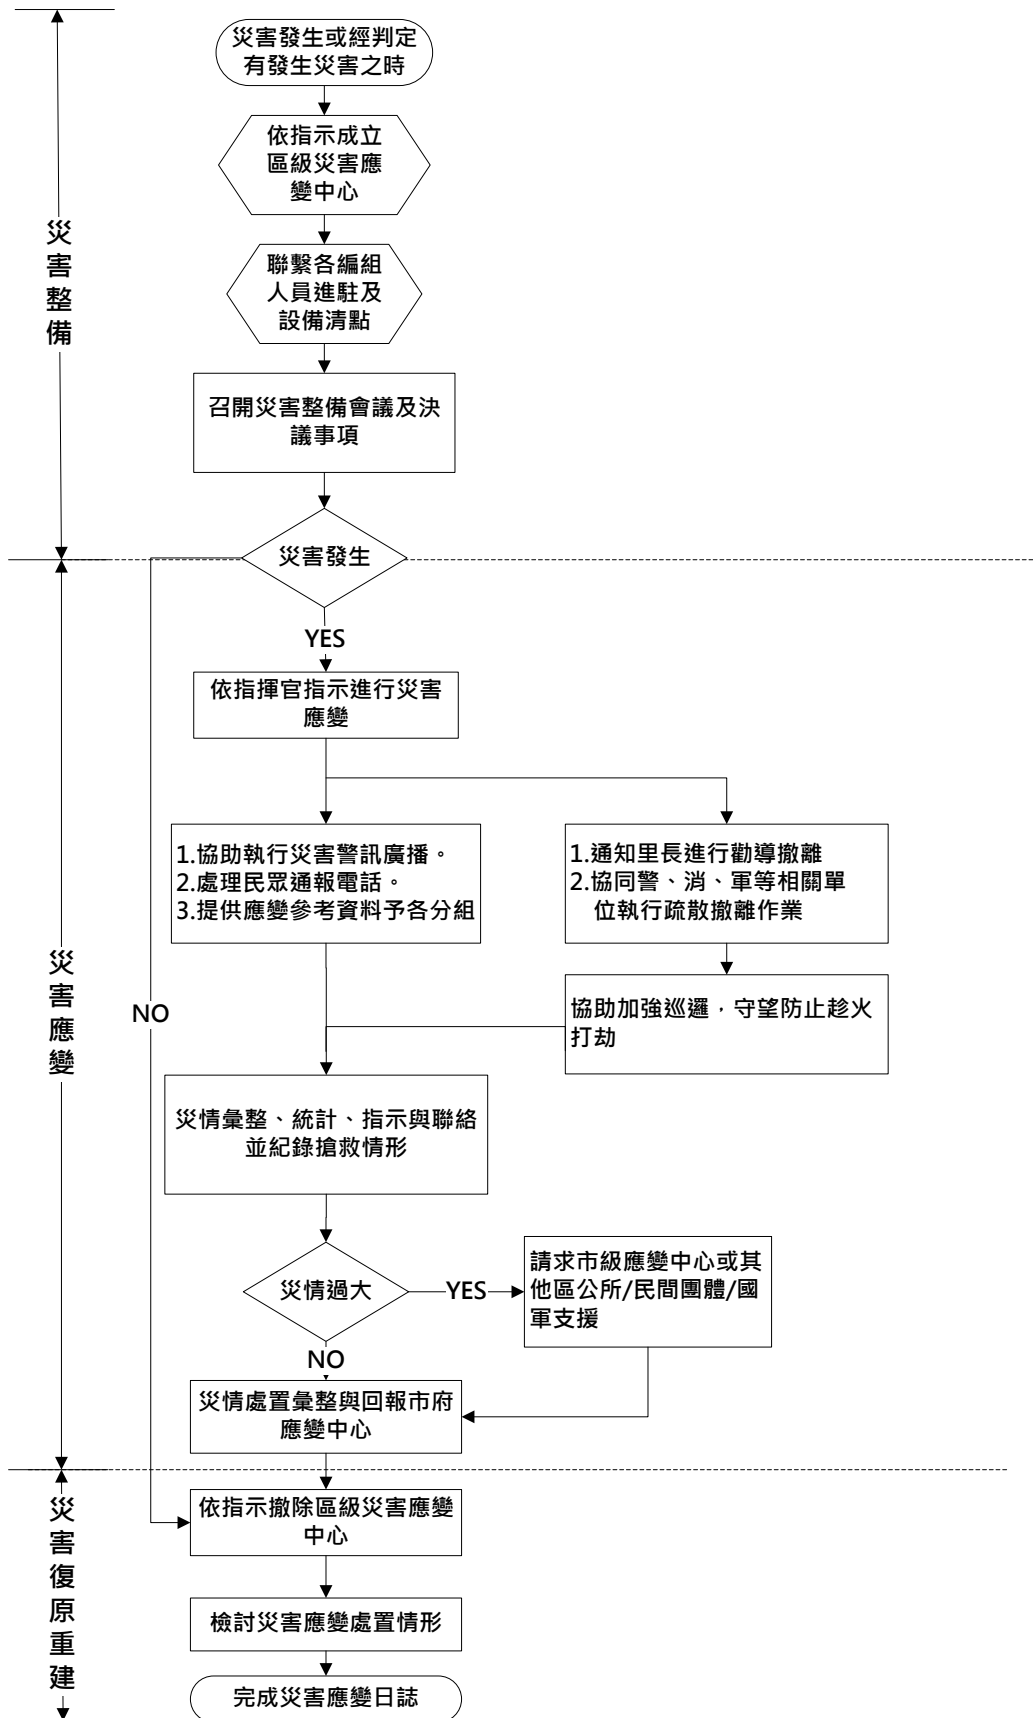 災害發生或經判定
有發生災害之時
依指示成立
區級災害應
變中心
聯繫各編組
人員進駐及
設備清點
召開災害整備會議及決
議事項
災害整備
災害發生
YES
依指揮官指示進行災害
應變
1.協助執行災害警訊廣播。
2.處理民眾通報電話。
3.提供應變參考資料予各分組
1.通知里長進行勸導撤離
2.協同警、消、軍等相關單
位執行疏散撤離作業
協助加強巡邏，守望防止趁火
打劫
NO
災害應變
災情彙整、統計、指示與聯絡
並紀錄搶救情形
災情過大
YES
請求市級應變中心或其
他區公所/民間團體/國
軍支援
NO
災情處置彙整與回報市府
應變中心
依指示撤除區級災害應變
中心
檢討災害應變處置情形
完成災害應變日誌
災害復原重建